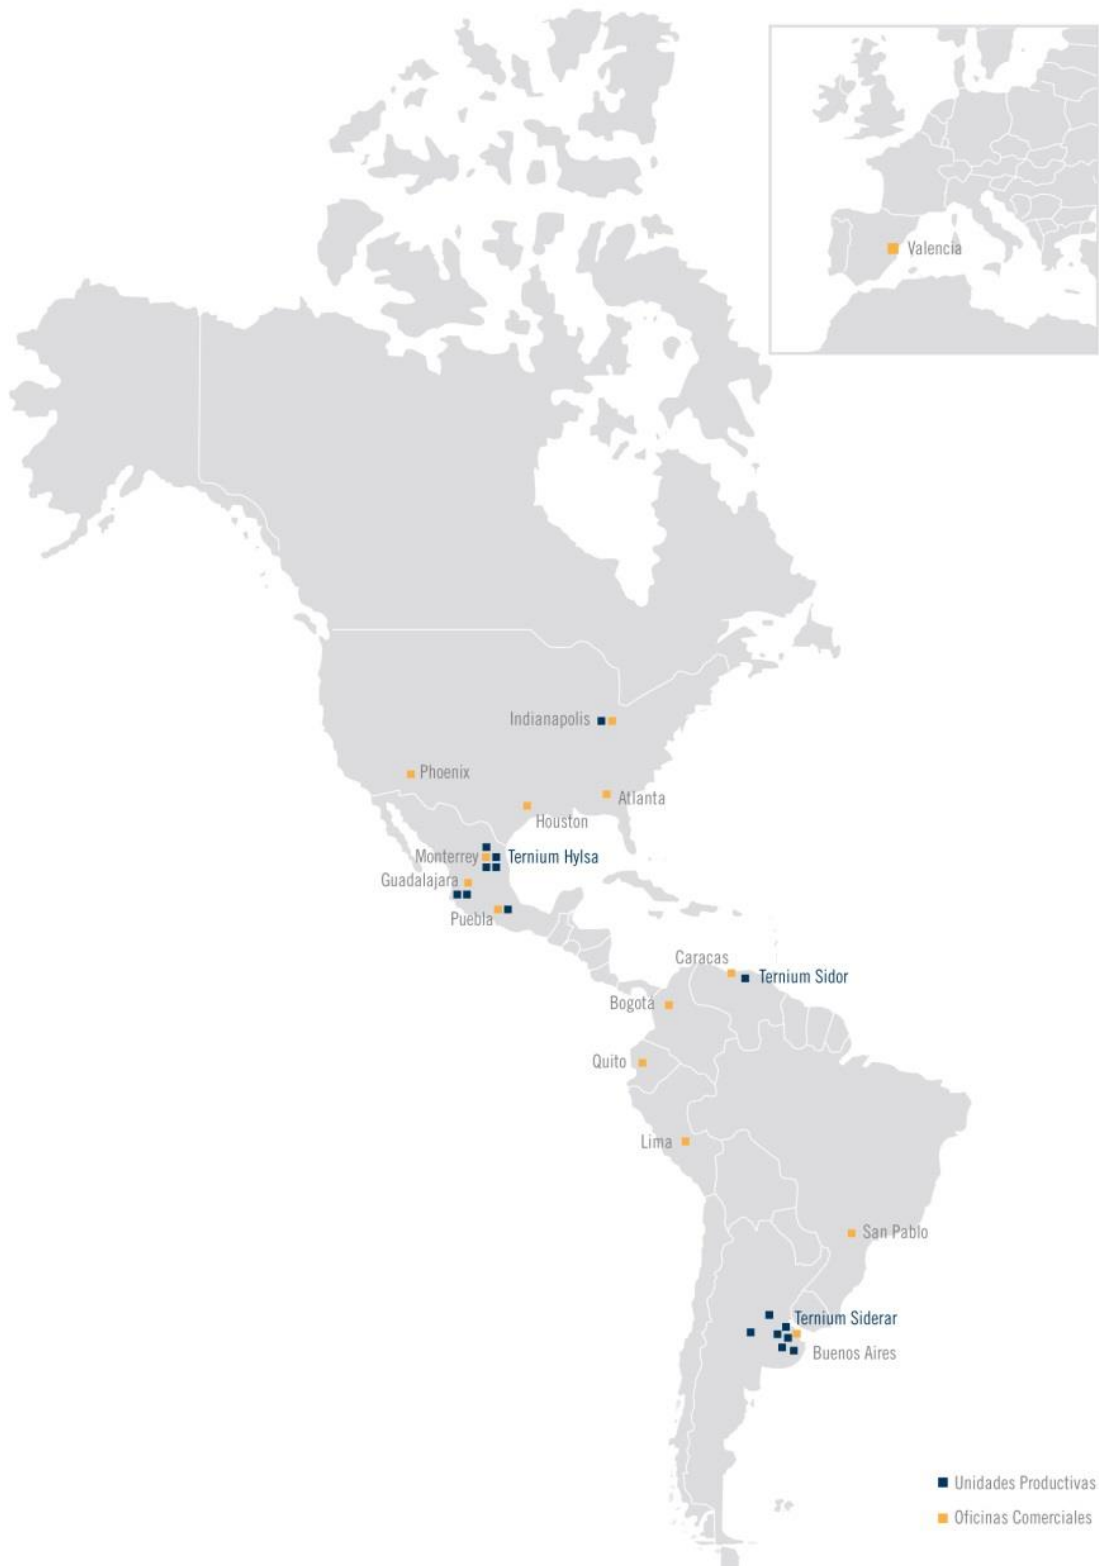 Valencia
Indianapolis
Phoenix
Atlanta
Houston
Monterrey
Ternium Hylsa
Guadalajara
Puebla
Caracas
Ternium Sidor
Bogotá
Quito
Lima
San Pablo
Ternium Siderar
Buenos Aires
Unidades Productivas
Oficinas Comerciales